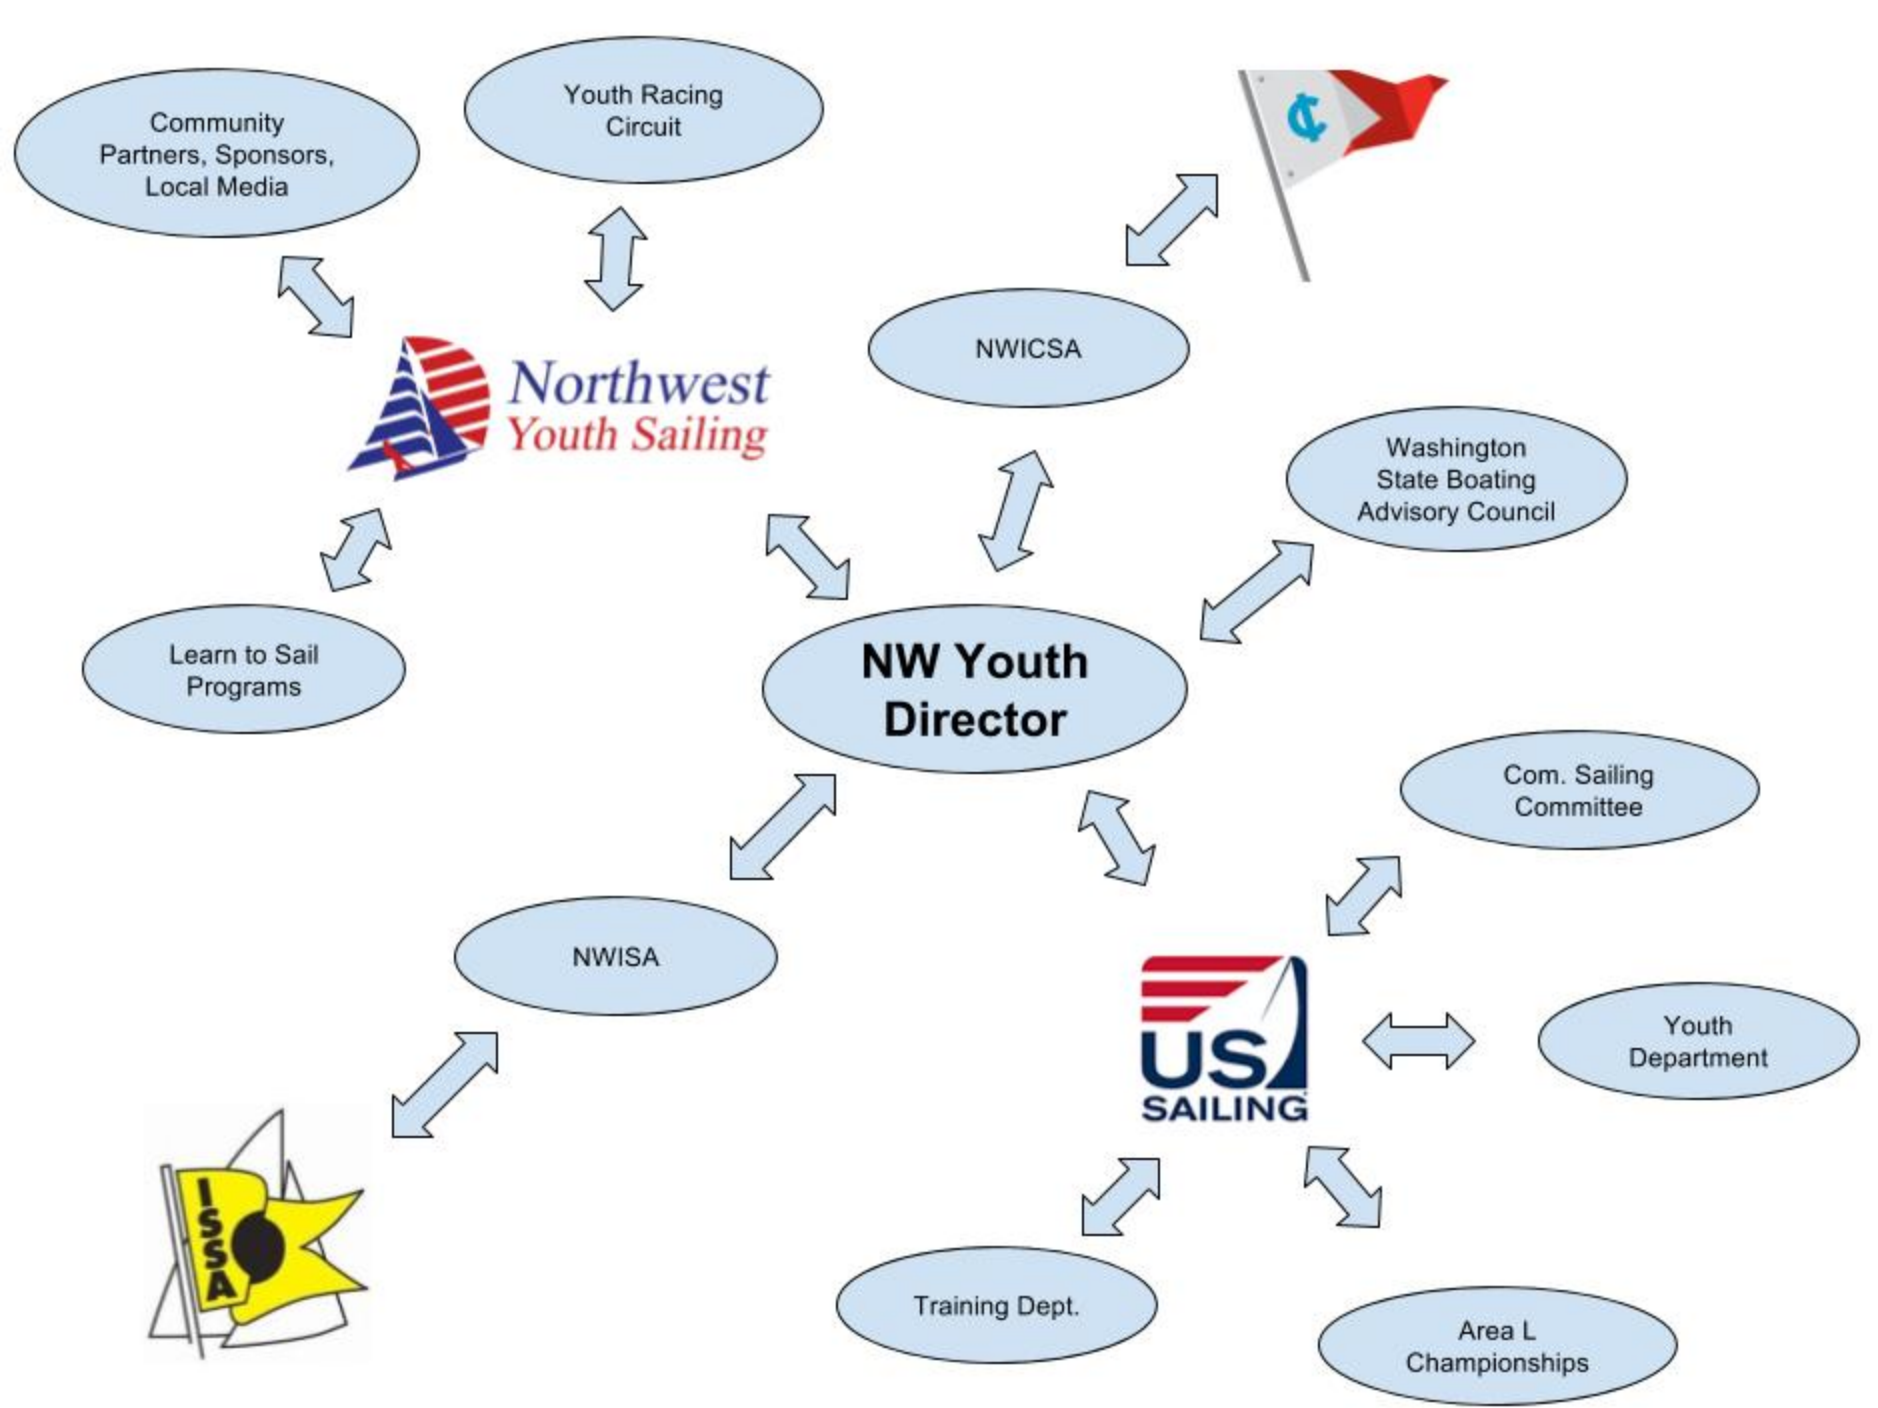 Community
Partners, Sponsors,
Local Media
Youth Racing
Circuit
Northwest
Youth Sailing
NWICSA
Washington
State Boating
Advisory Council
Learn to Sail
Programs
NW Youth
Director
Com. Sailing
Committee
NWISA
Youth
Department
US
SAILING
ISSA
Training Dept.
Area L
Championships